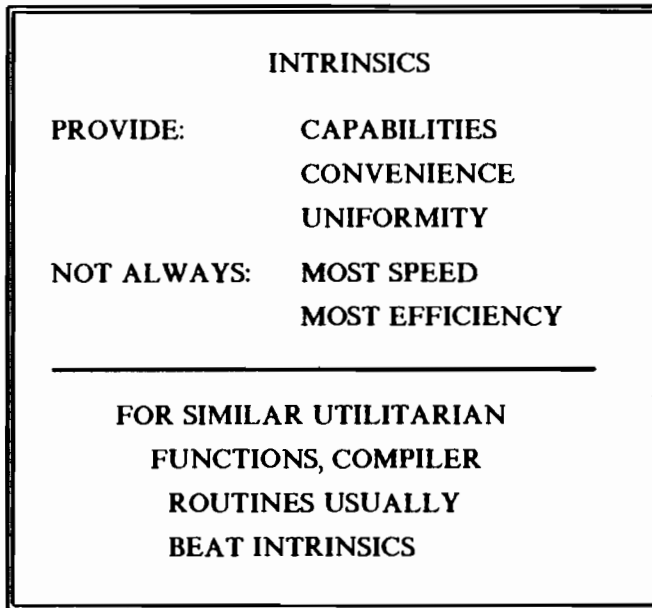 INTRINSICS
PROVIDE: CAPABILITIES
CONVENIENCE
UNIFORMITY
NOT ALWAYS: MOST SPEED
MOST EFFICIENCY
FOR SIMILAR UTILITARIAN
FUNCTIONS, COMPILER
ROUTINES USUALLY
BEAT INTRINSICS